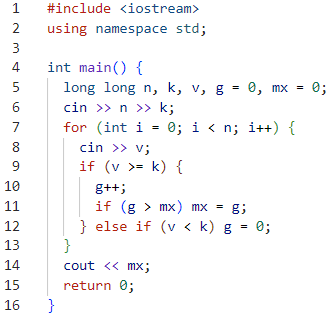 1 #include <iostream>
2 using namespace std;
3
4 int main() {
5 long long n, k, v, g = 0, mx = 0;
6 cin >> n >> k;
7 for (int i = 0; i < n; i++) {
8 cin >> v;
9 if (v >= k) {
10 g++;
11 if (g > mx) mx = g;
12 } else if (v < k) g = 0;
13 }
14 cout << mx;
15 return 0;
16 }